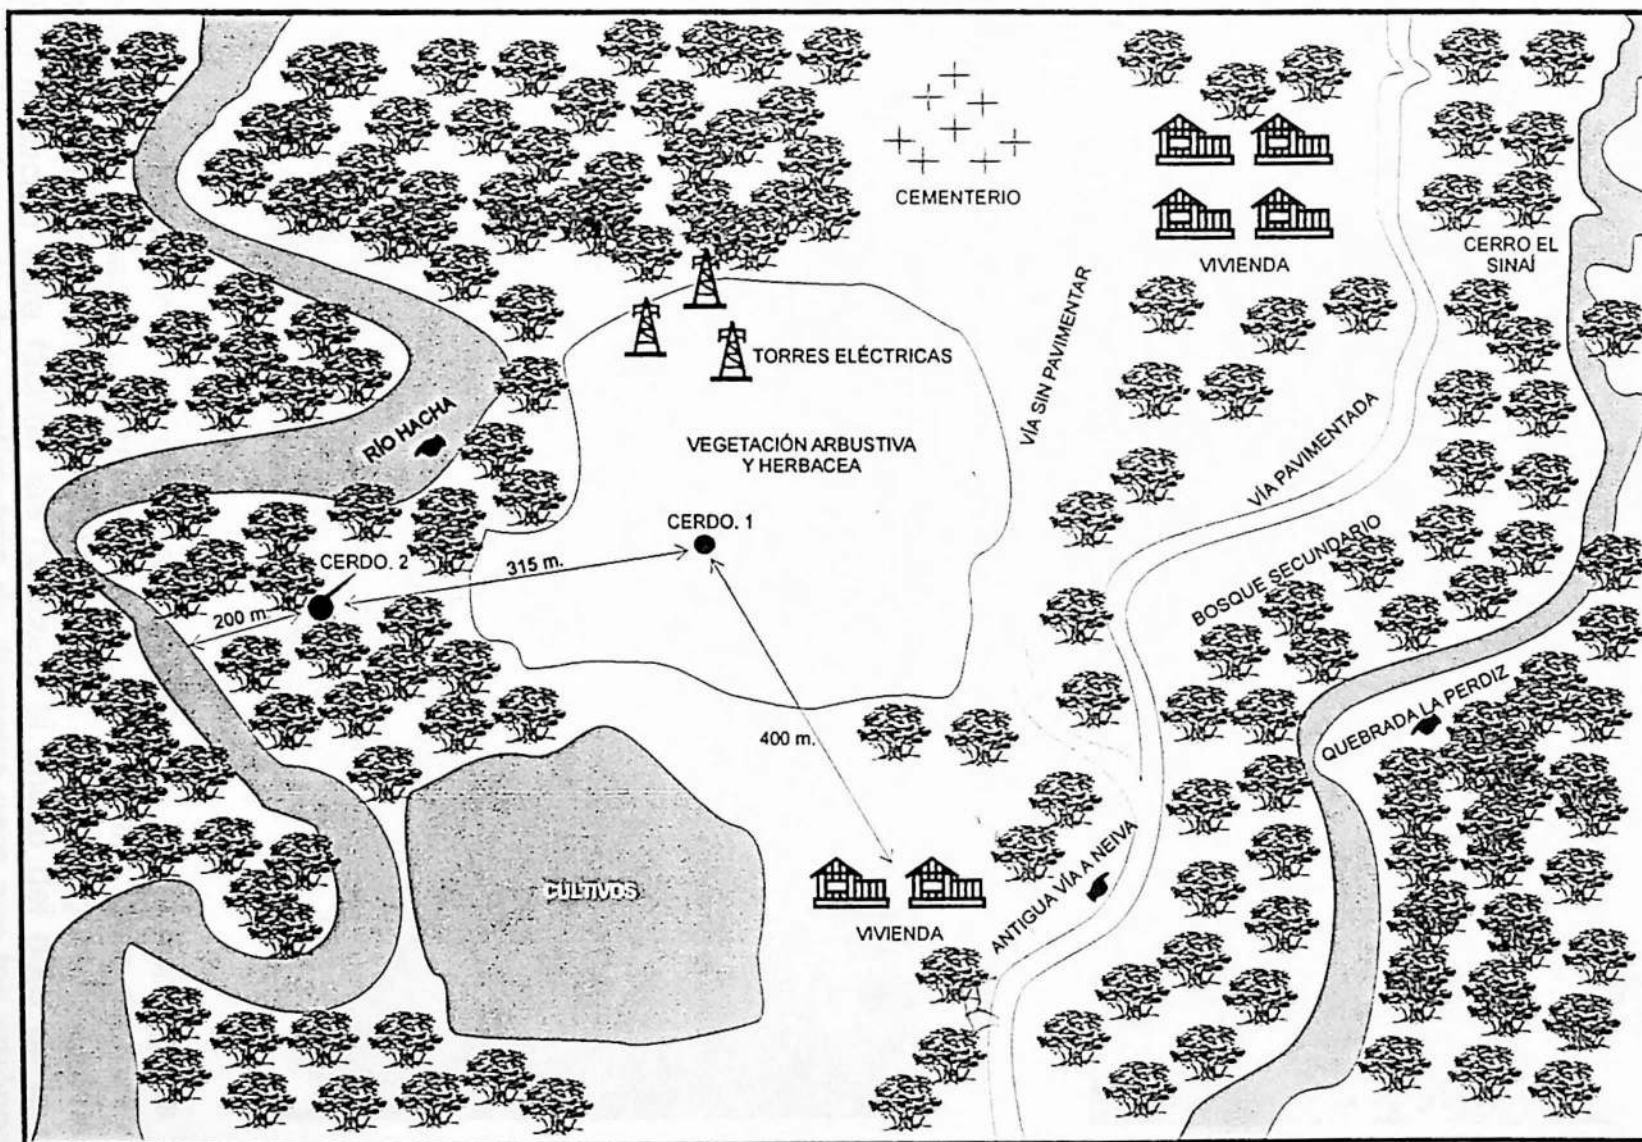 CEMENTERIO
VIVIENDA
CERRO EL
SINAÍ
VÍA SIN PAVIMENTAR
TORRES ELÉCTRICAS
RÍO HACHA
VEGETACIÓN ARBUSTIVA
Y HERBACEA
VÍA PAVIMENTADA
CERDO. 1
CERDO. 2
315 m.
200 m.
BOSQUE SECUNDARIO
QUEBRADA LA PERDIZ
400 m.
CULTIVOS
VIVIENDA
ANTIGUA VÍA A NEIVA